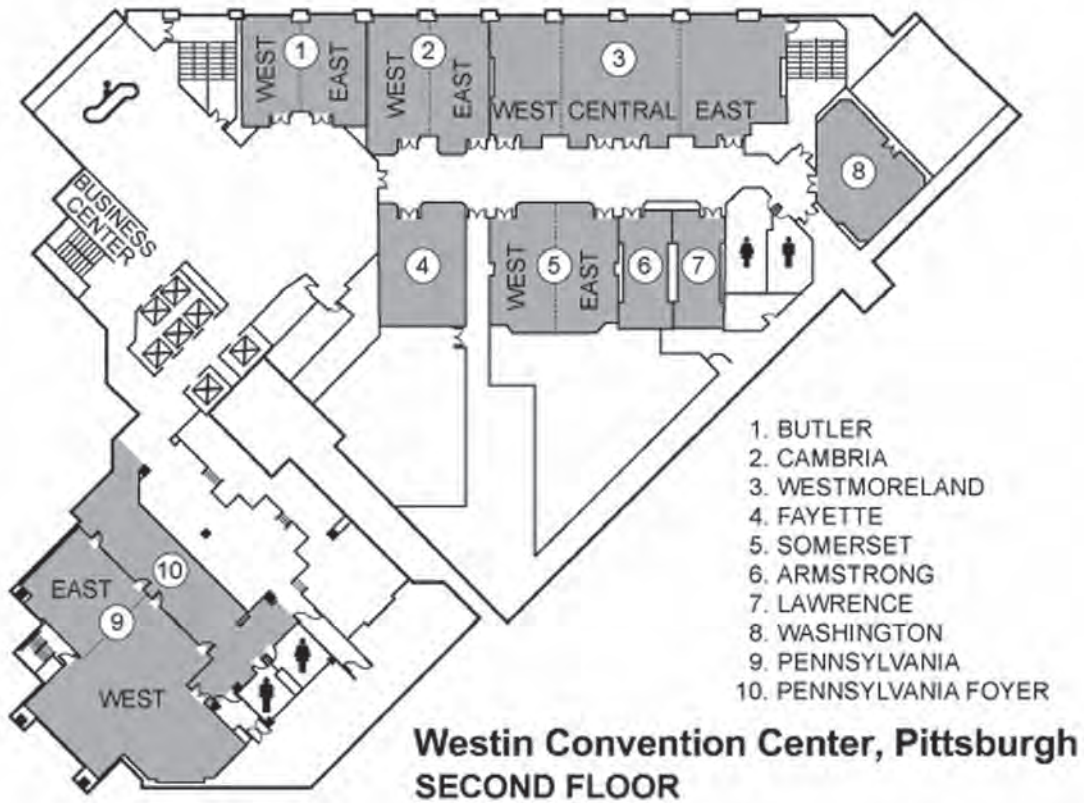 WEST
1
EAST
WEST
2
EAST
3
WEST CENTRAL EAST
8
BUSINESS
CENTER
4
WEST
5
EAST
6
7
1. BUTLER
2. CAMBRIA
3. WESTMORELAND
4. FAYETTE
5. SOMERSET
6. ARMSTRONG
7. LAWRENCE
8. WASHINGTON
9. PENNSYLVANIA
10. PENNSYLVANIA FOYER
10
EAST
9
WEST
Westin Convention Center, Pittsburgh
SECOND FLOOR